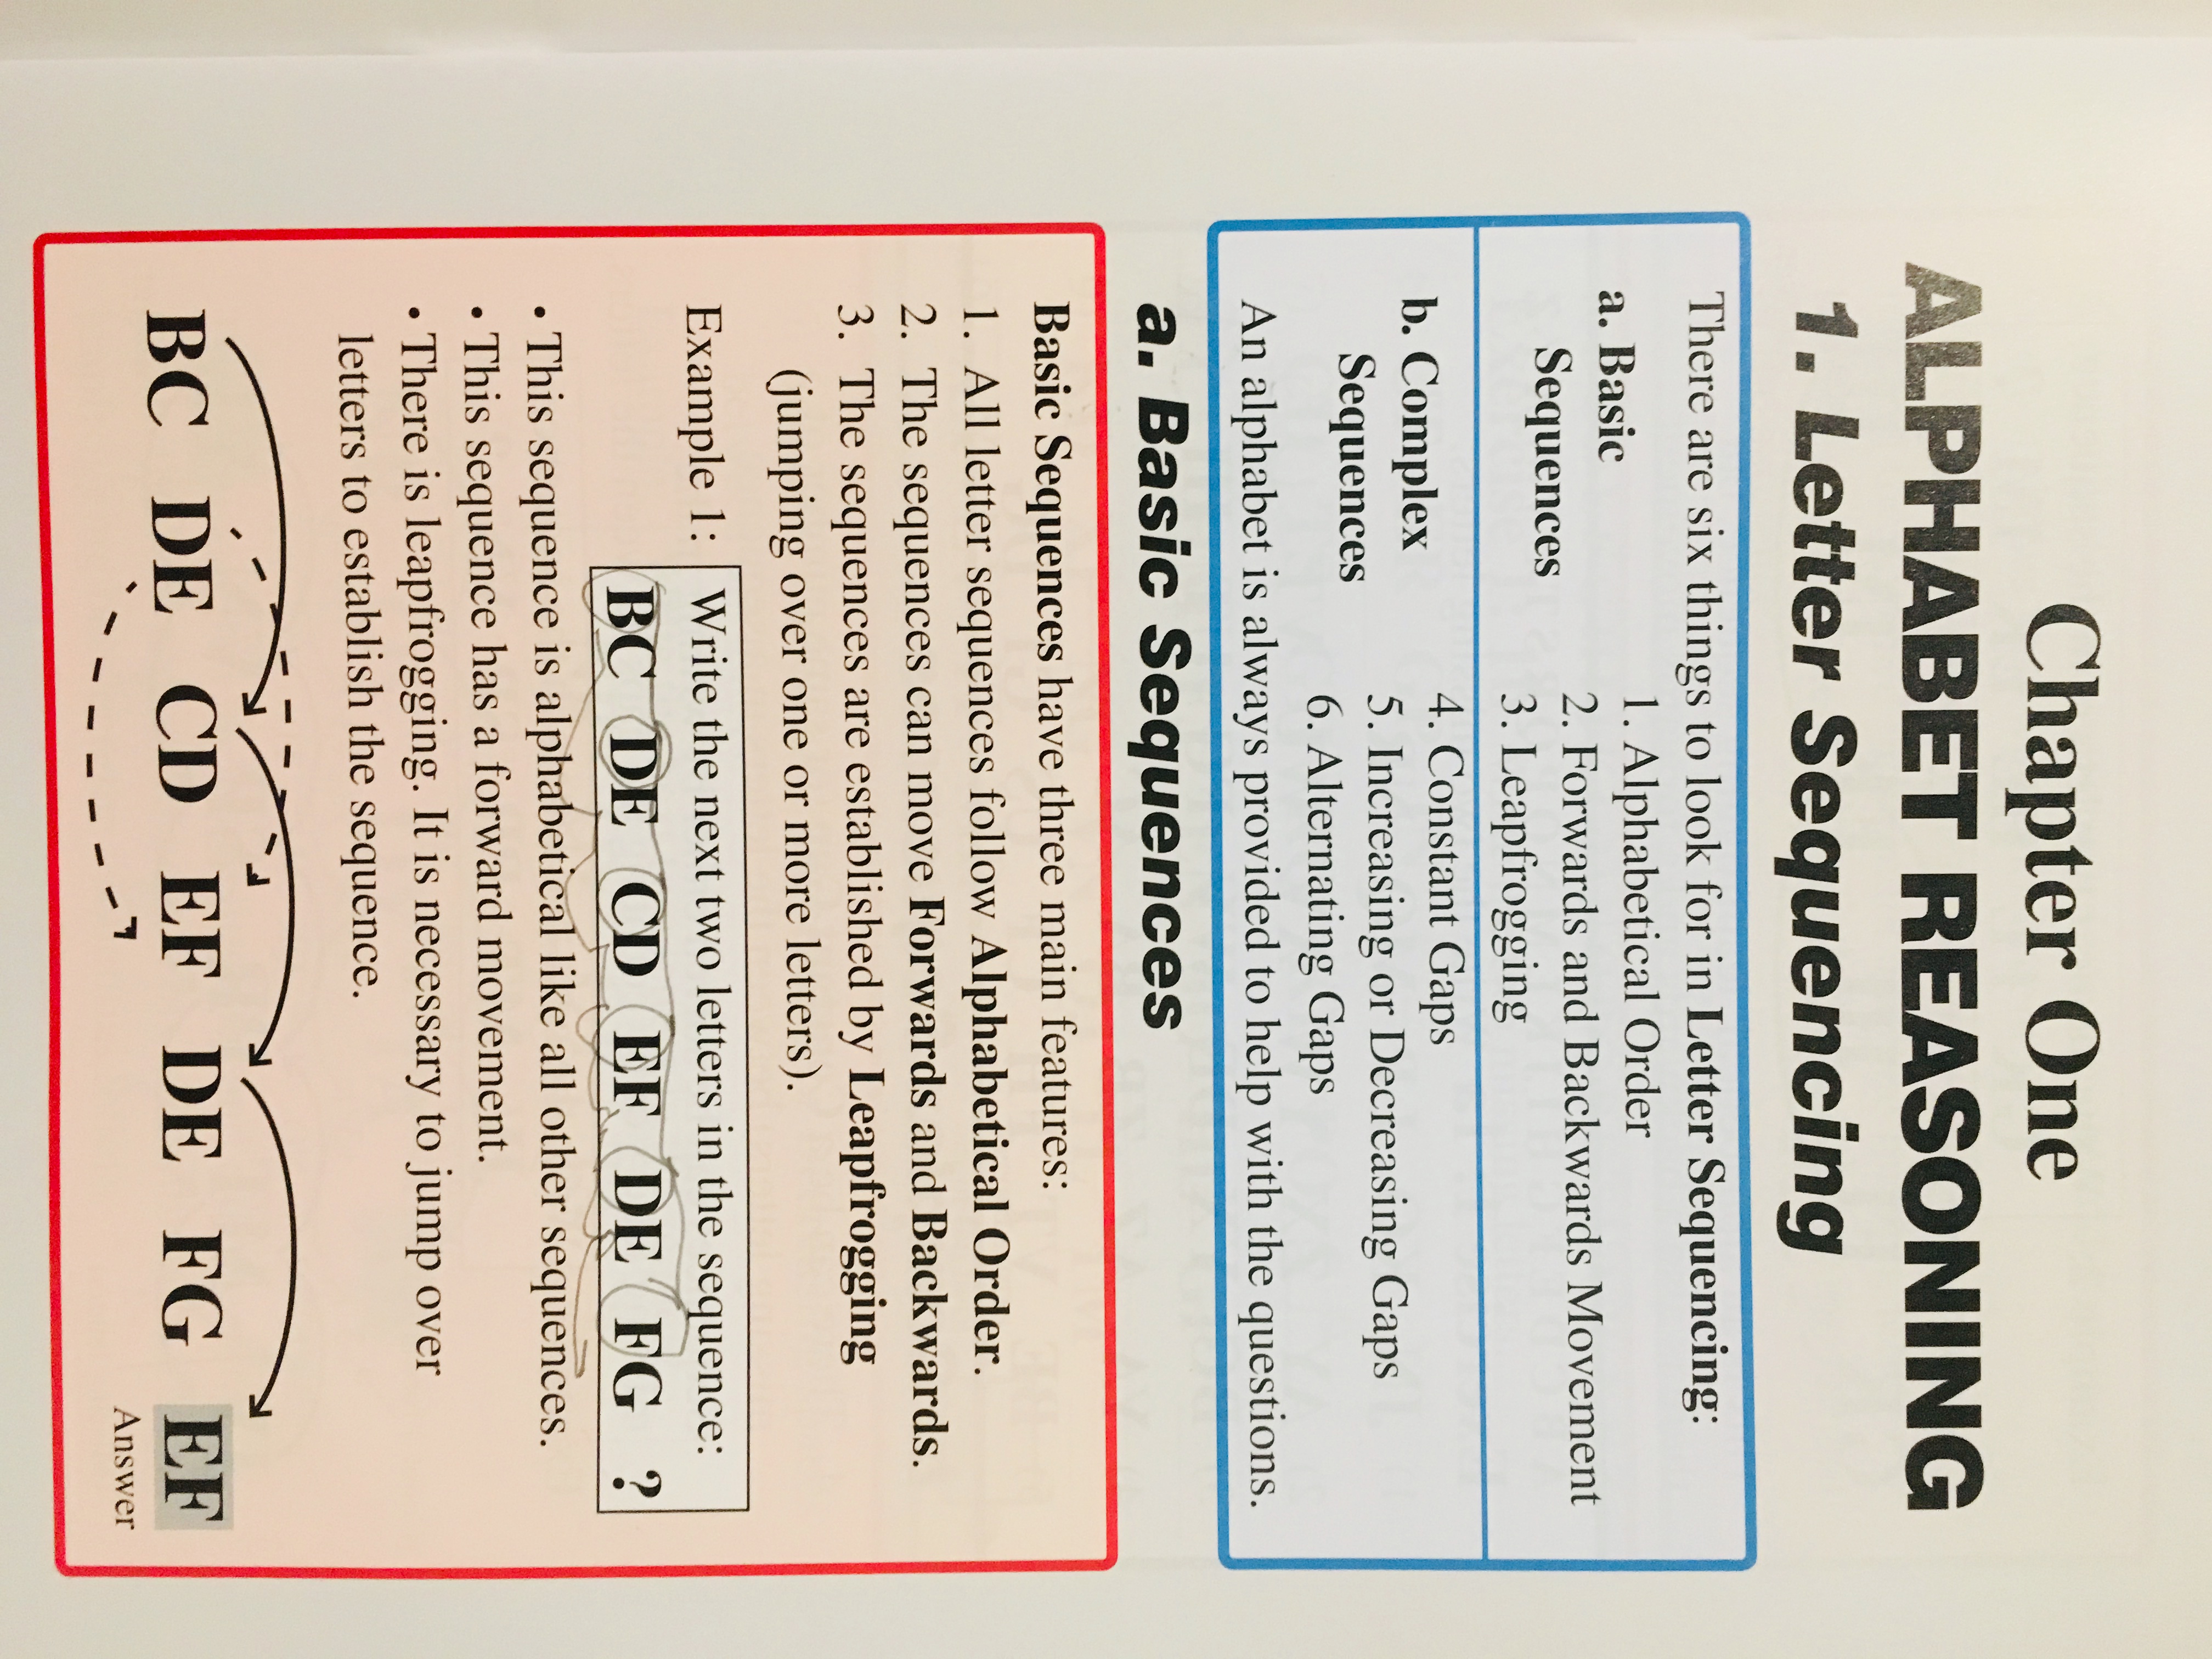 Chapter One
ALPHABET REASONING
1. Letter Sequencing
There are six things to look for in Letter Sequencing:
a. Basic 1. Alphabetical Order
Sequences 2. Forwards and Backwards Movement
3. Leapfrogging
b. Complex 4. Constant Gaps
Sequences 5. Increasing or Decreasing Gaps
6. Alternating Gaps
An alphabet is always provided to help with the questions.
a. Basic Sequences
Basic Sequences have three main features:
1. All letter sequences follow Alphabetical Order.
2. The sequences can move Forwards and Backwards.
3. The sequences are established by Leapfrogging
(jumping over one or more letters).
Example 1: Write the next two letters in the sequence:
BC DE CD EF DE FG ?
• This sequence is alphabetical like all other sequences.
• This sequence has a forward movement.
• There is leapfrogging. It is necessary to jump over
letters to establish the sequence.
BC DE CD EF DE FG EF
Answer